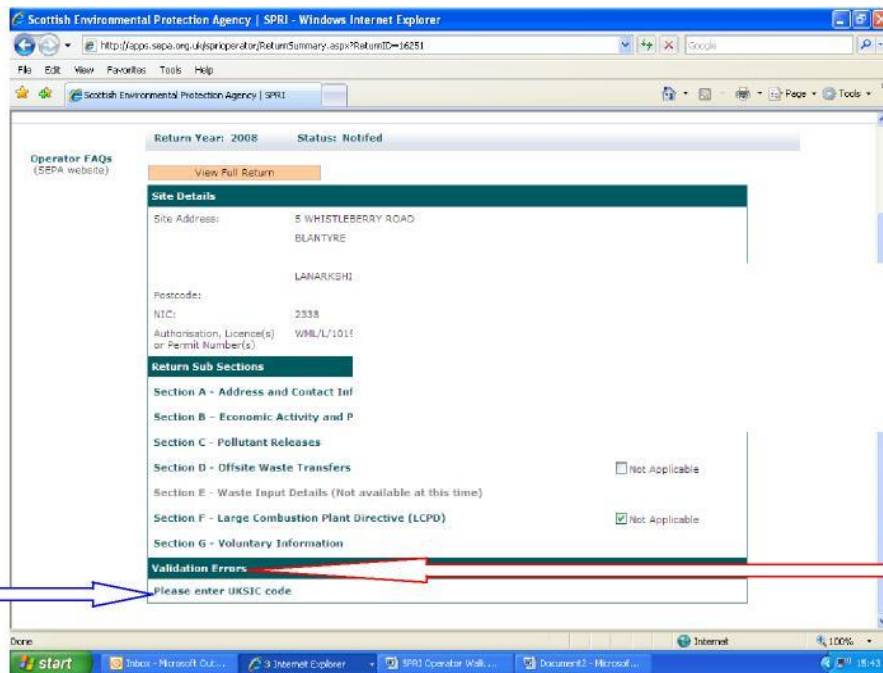 Scottish Environmental Protection Agency | SPRI - Windows Internet Explorer
http://apps.sepa.org.uk/sprioperator/ReturnSummary.aspx?ReturnID=16251
Google
File Edit View Favorites Tools Help
Scottish Environmental Protection Agency | SPRI
Page Tools
Return Year: 2008 Status: Notifed
Operator FAQs
(SEPA website)
View Full Return
Site Details
Site Address: 5 WHISTLEBERRY ROAD
BLANTYRE
LANARKSHI
Postcode:
NIC: 2338
Authorisation, Licence(s) WML/L/101
or Permit Number(s)
Return Sub Sections
Section A - Address and Contact Inf
Section B - Economic Activity and P
Section C - Pollutant Releases
Section D - Offsite Waste Transfers Not Applicable
Section E - Waste Input Details (Not available at this time)
Section F - Large Combustion Plant Directive (LCPD) Not Applicable
Section G - Voluntary Information
Validation Errors
Please enter UKSIC code
Done Internet 100%
start Inbox - Microsoft Out... 3 Internet Explorer SPRI Operator Walk... Document2 - Microsof... 15:43